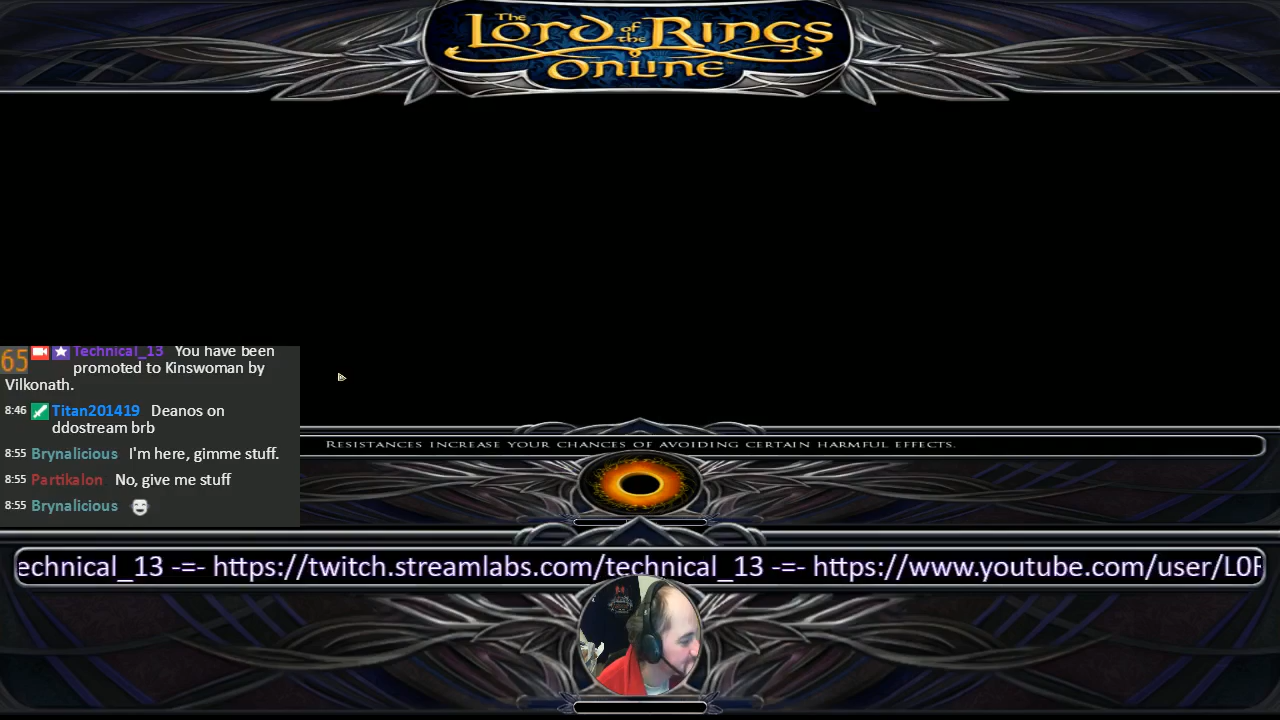 The
Lord of the Rings
Online
65 Technical_13 You have been
promoted to Kinswoman by
Vilkonath.
8:46 Titan201419 Deanos on
ddostream brb
8:55 Brynalicious I'm here, gimme stuff.
8:55 Partikalon No, give me stuff
8:55 Brynalicious
Resistances increase your chances of avoiding certain harmful effects.
echnical_13 -=- https://twitch.streamlabs.com/technical_13 -=- https://www.youtube.com/user/L0R